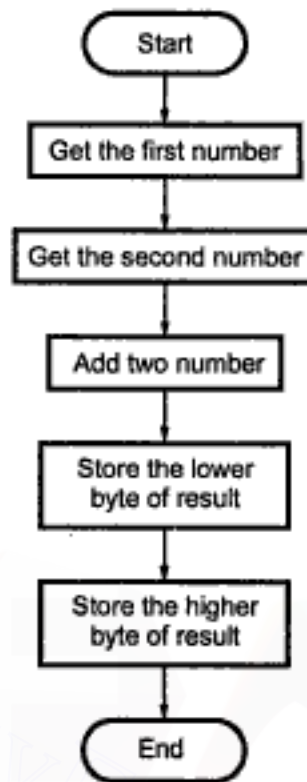 Start
Get the first number
Get the second number
Add two number
Store the lower
byte of result
Store the higher
byte of result
End